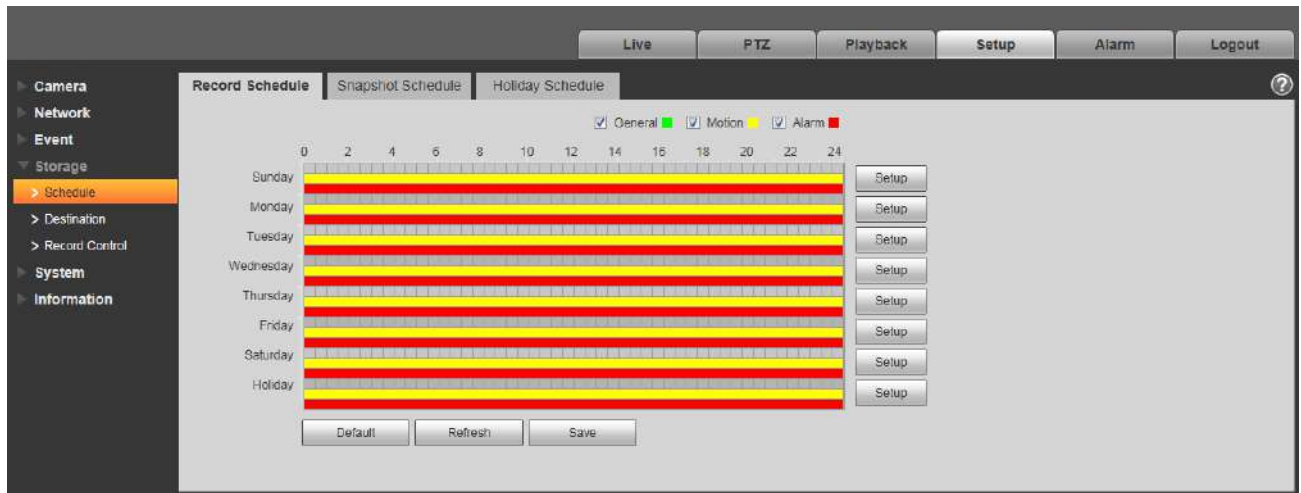 Live PTZ Playback Setup Alarm Logout
Camera
Network
Event
Storage
> Schedule
> Destination
> Record Control
System
Information
Record Schedule Snapshot Schedule Holiday Schedule ?
General Motion Alarm
0 2 4 6 8 10 12 14 16 18 20 22 24
Sunday Setup
Monday Setup
Tuesday Setup
Wednesday Setup
Thursday Setup
Friday Setup
Saturday Setup
Holiday Setup
Default Refresh Save